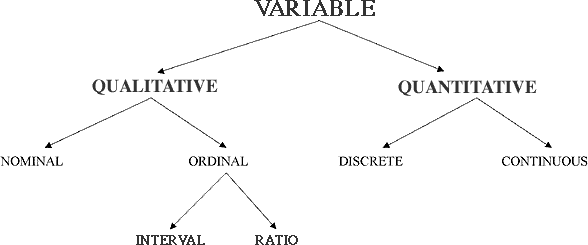 VARIABLE
QUALITATIVE QUANTITATIVE
NOMINAL ORDINAL DISCRETE CONTINUOUS
INTERVAL RATIO